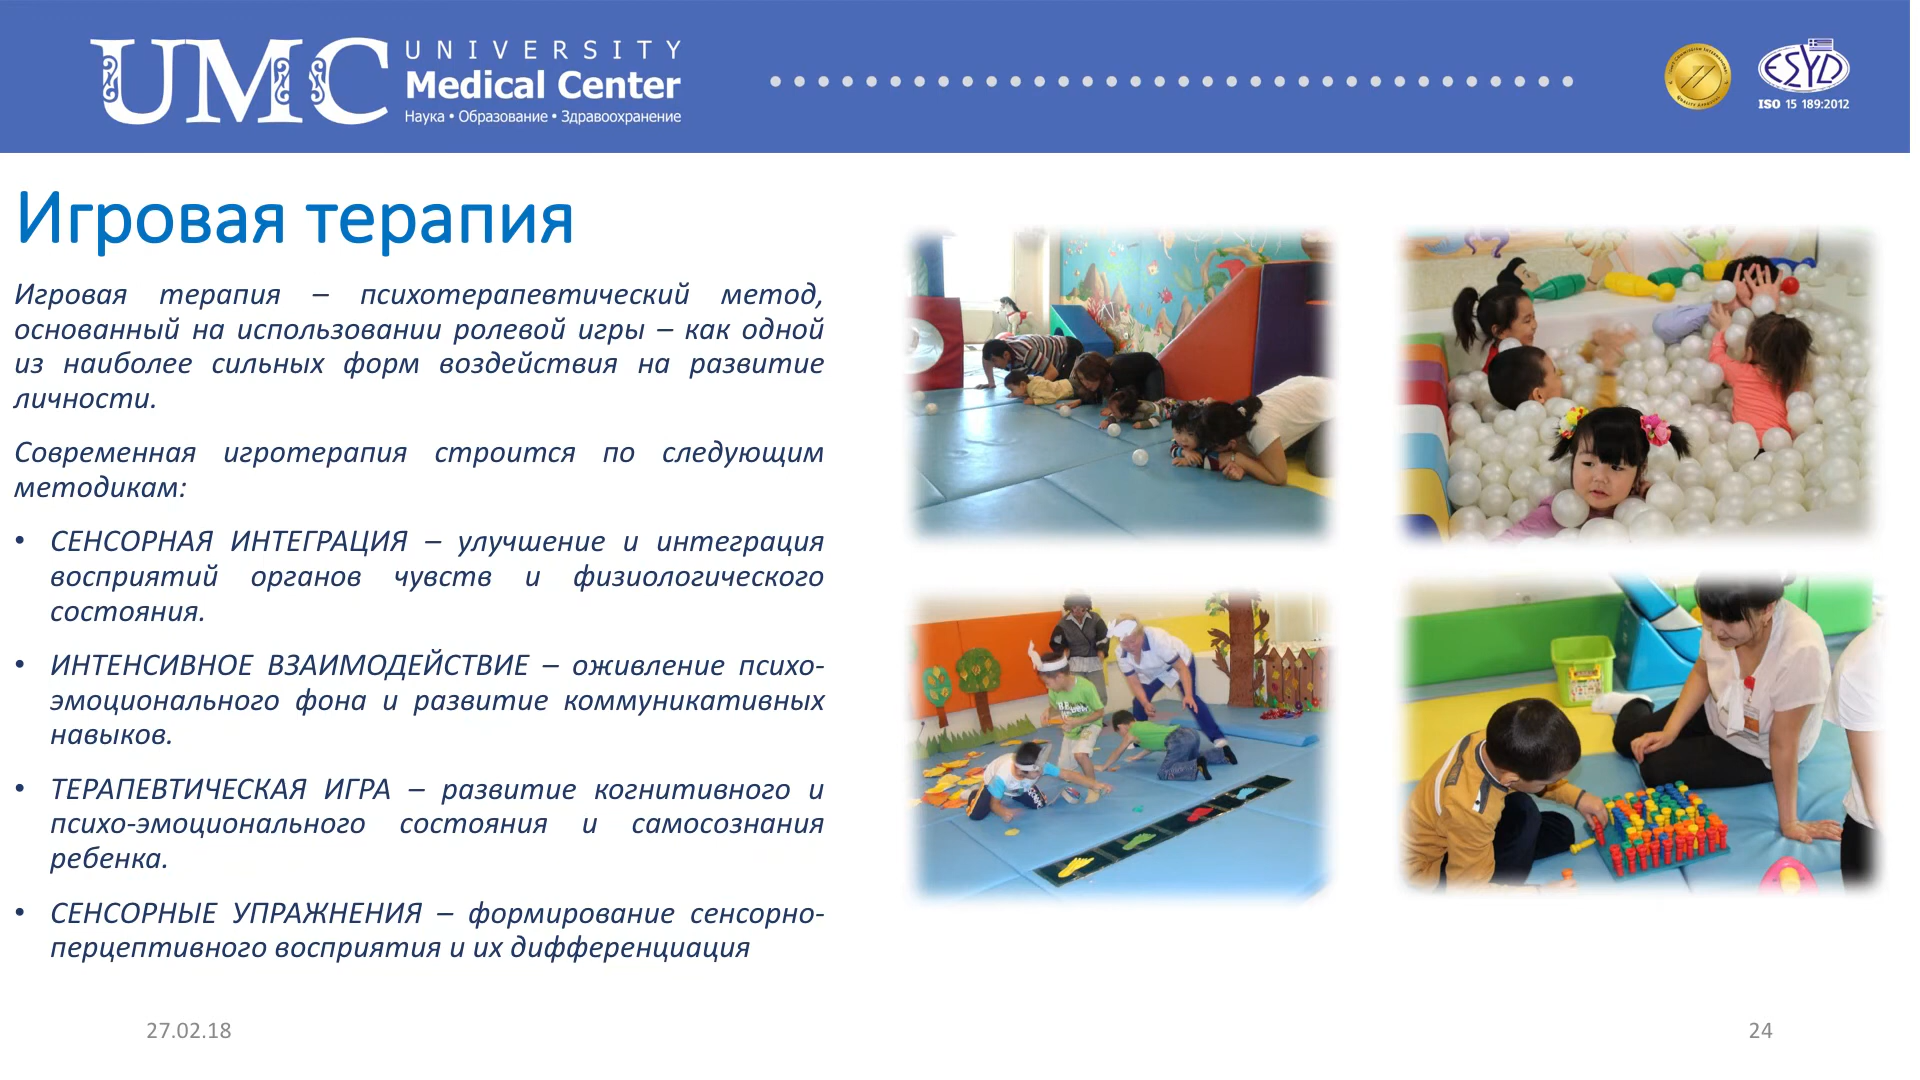 UMC
UNIVERSITY
Medical Center
Наука • Образование • Здравоохранение
ESYD
ISO 15 189:2012
Игровая терапия
Игровая терапия – психотерапевтический метод,
основанный на использовании ролевой игры – как одной
из наиболее сильных форм воздействия на развитие
личности.
Современная игротерапия строится по следующим
методикам:
• СЕНСОРНАЯ ИНТЕГРАЦИЯ – улучшение и интеграция
восприятий органов чувств и физиологического
состояния.
• ИНТЕНСИВНОЕ ВЗАИМОДЕЙСТВИЕ – оживление психо-
эмоционального фона и развитие коммуникативных
навыков.
• ТЕРАПЕВТИЧЕСКАЯ ИГРА – развитие когнитивного и
психо-эмоционального состояния и самосознания
ребенка.
• СЕНСОРНЫЕ УПРАЖНЕНИЯ – формирование сенсорно-
перцептивного восприятия и их дифференциация
27.02.18
24